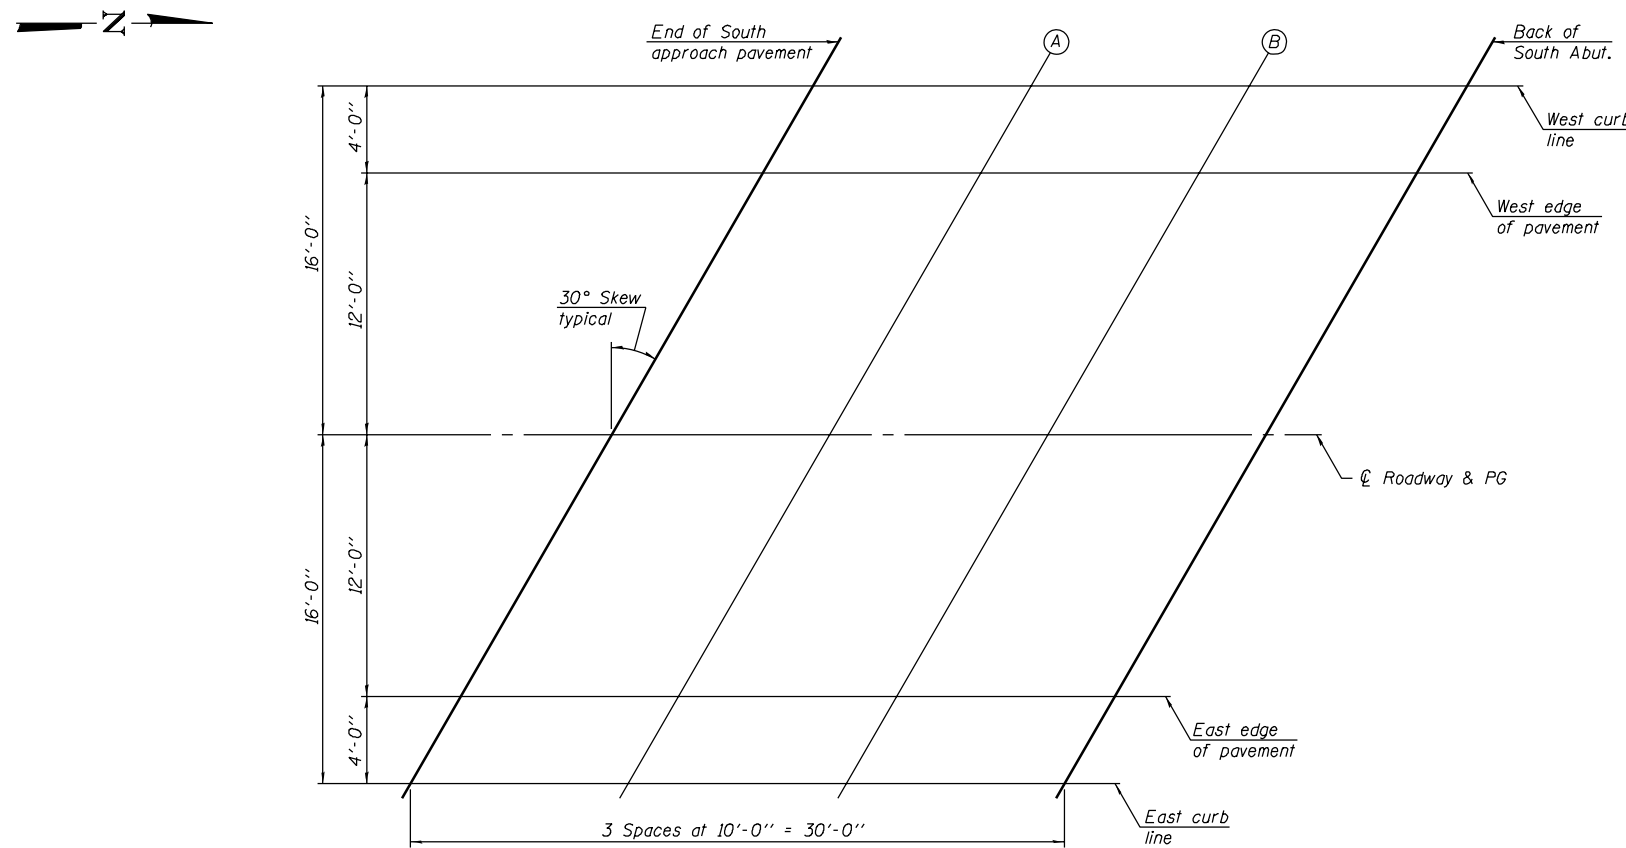 N
End of South
approach pavement
A
B
Back of
South Abut.
4'-0"
West curb
line
West edge
of pavement
16'-0"
12'-0"
30° Skew
typical
℄ Roadway & PG
12'-0"
16'-0"
4'-0"
East edge
of pavement
3 Spaces at 10'-0" = 30'-0"
East curb
line